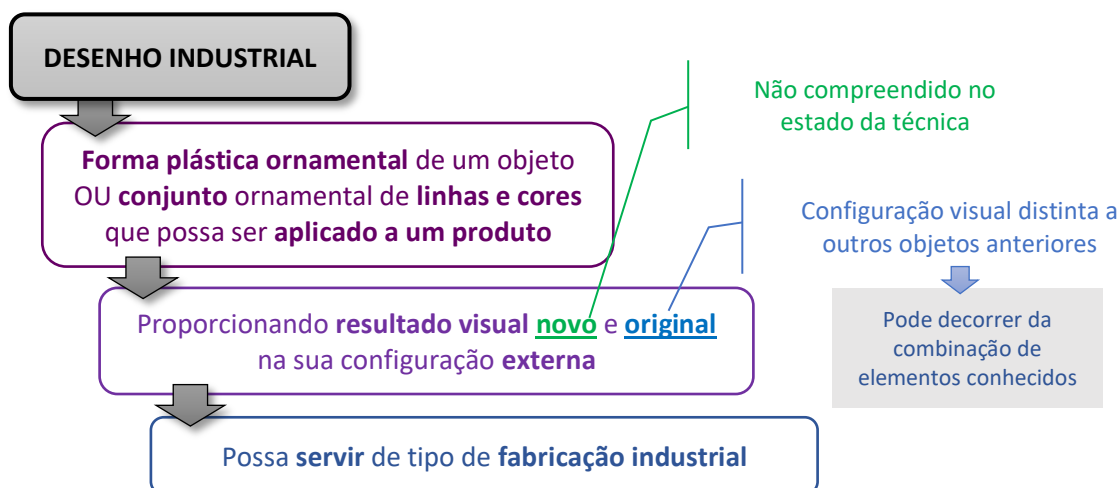 DESENHO INDUSTRIAL
Forma plástica ornamental de um objeto
OU conjunto ornamental de linhas e cores
que possa ser aplicado a um produto
Proporcionando resultado visual novo e original
na sua configuração externa
Possa servir de tipo de fabricação industrial
Não compreendido no
estado da técnica
Configuração visual distinta a
outros objetos anteriores
Pode decorrer da
combinação de
elementos conhecidos